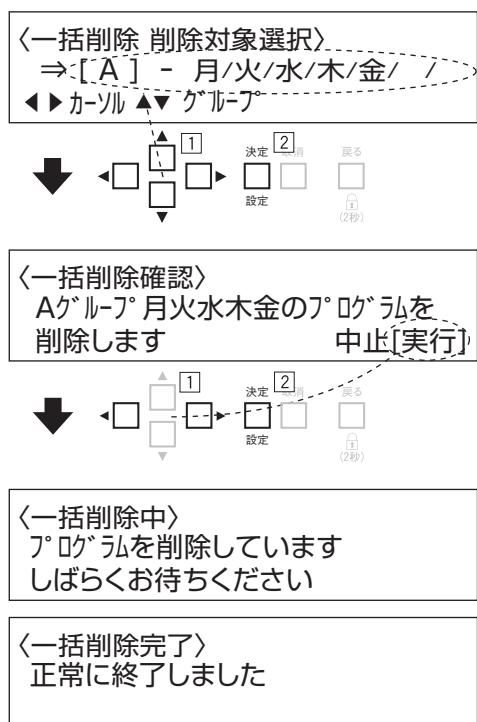 〈一括削除 削除対象選択〉
⇒[ A ] - 月/火/水/木/金/ /
◀ ▶ カーソル ▲▼ グループ
1
2
決定 取消 戻る
設定
(2秒)
〈一括削除確認〉
Aグループ 月火水木金のプログラムを
削除します 中止[実行]
1
2
決定 取消 戻る
設定
(2秒)
〈一括削除中〉
プログラムを削除しています
しばらくお待ちください
〈一括削除完了〉
正常に終了しました